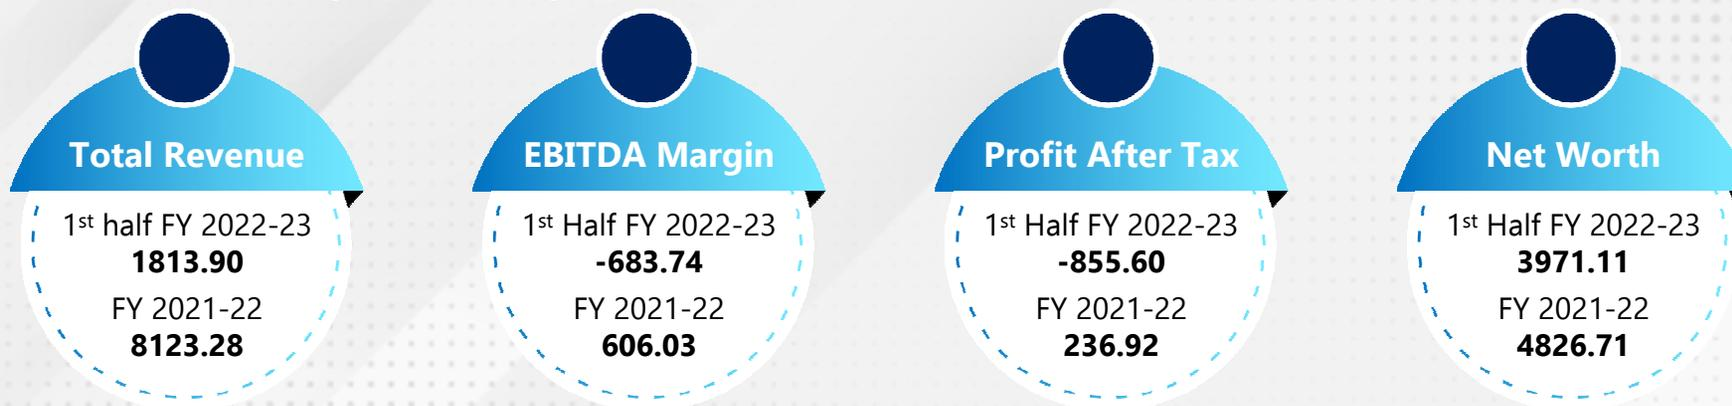 Total Revenue
1st half FY 2022-23
1813.90
FY 2021-22
8123.28
EBITDA Margin
1st Half FY 2022-23
-683.74
FY 2021-22
606.03
Profit After Tax
1st Half FY 2022-23
-855.60
FY 2021-22
236.92
Net Worth
1st Half FY 2022-23
3971.11
FY 2021-22
4826.71